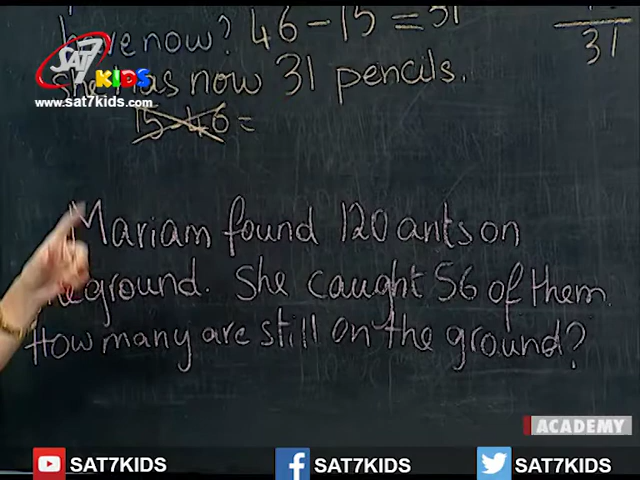 have now? 46 - 15 = 31
31
she has now 31 pencils.
15 - 46 =
SAT7
KIDS
www.sat7kids.com
Mariam found 120 ants on
ground. She caught 56 of them
How many are still on the ground?
ACADEMY
SAT7KIDS
SAT7KIDS
SAT7KIDS